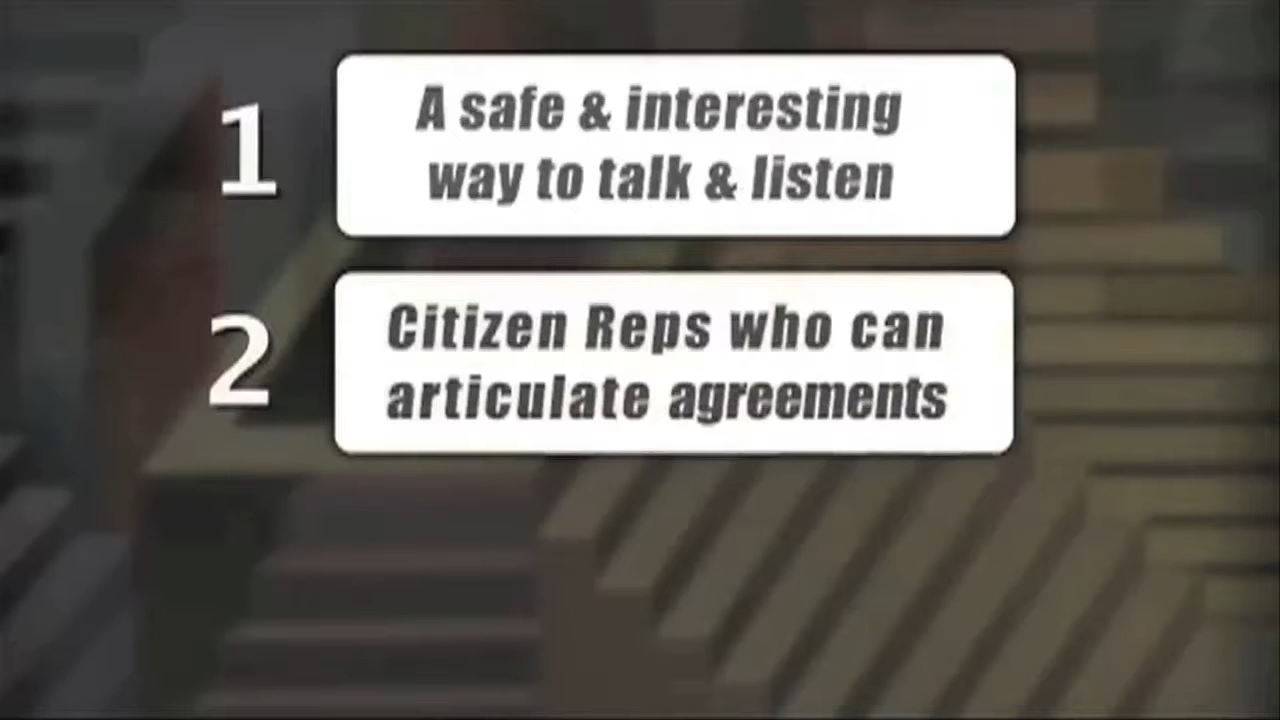 1
A safe & interesting
way to talk & listen
2
Citizen Reps who can
articulate agreements